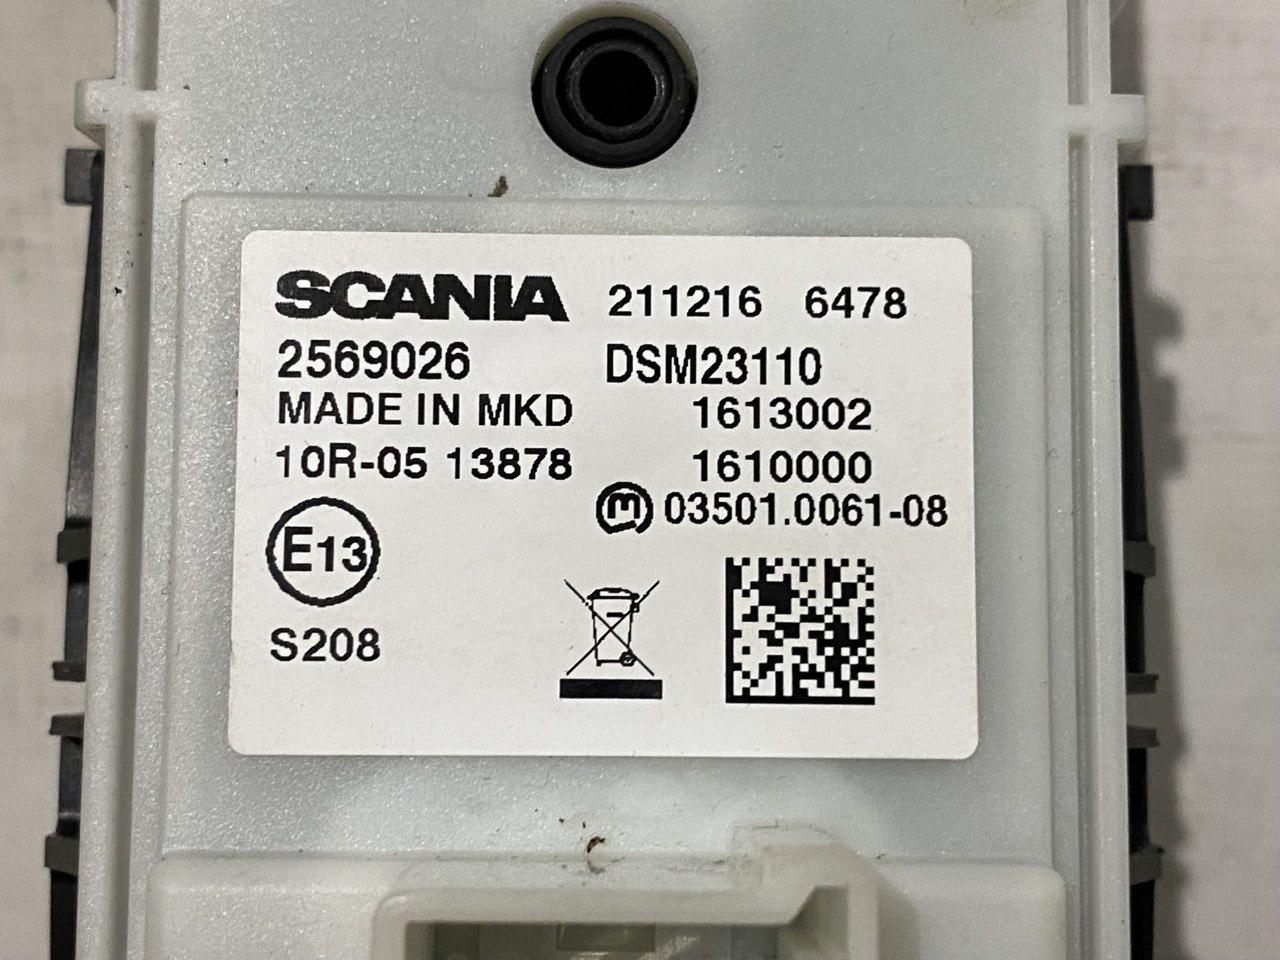 SCANIA 211216 6478
2569026 DSM23110
MADE IN MKD 1613002
10R-05 13878 1610000
m 03501.0061-08
E13
S208